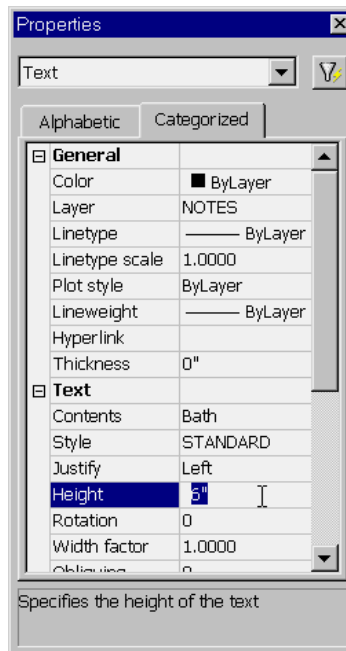 Properties
Text
Alphabetic Categorized
General
Color ByLayer
Layer NOTES
Linetype ByLayer
Linetype scale 1.0000
Plot style ByLayer
Lineweight ByLayer
Hyperlink
Thickness 0"
Text
Contents Bath
Style STANDARD
Justify Left
Height 6"
Rotation 0
Width factor 1.0000
Obliquing 0
Specifies the height of the text